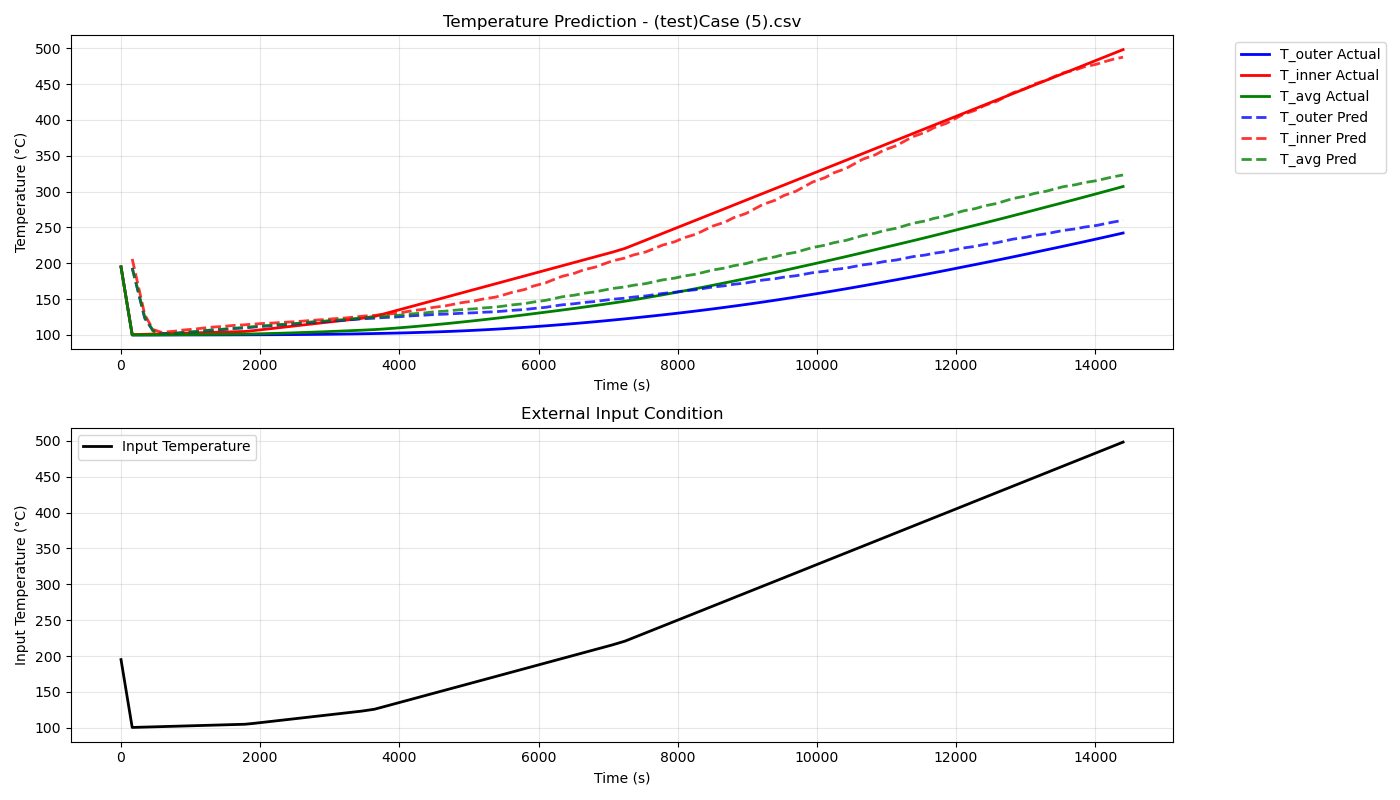 Temperature Prediction - (test)Case (5).csv
Temperature (°C)
500
450
400
350
300
250
200
150
100
0
2000
4000
6000
8000
10000
12000
14000
Time (s)
T_outer Actual
T_inner Actual
T_avg Actual
T_outer Pred
T_inner Pred
T_avg Pred
External Input Condition
Input Temperature
Input Temperature (°C)
500
450
400
350
300
250
200
150
100
0
2000
4000
6000
8000
10000
12000
14000
Time (s)